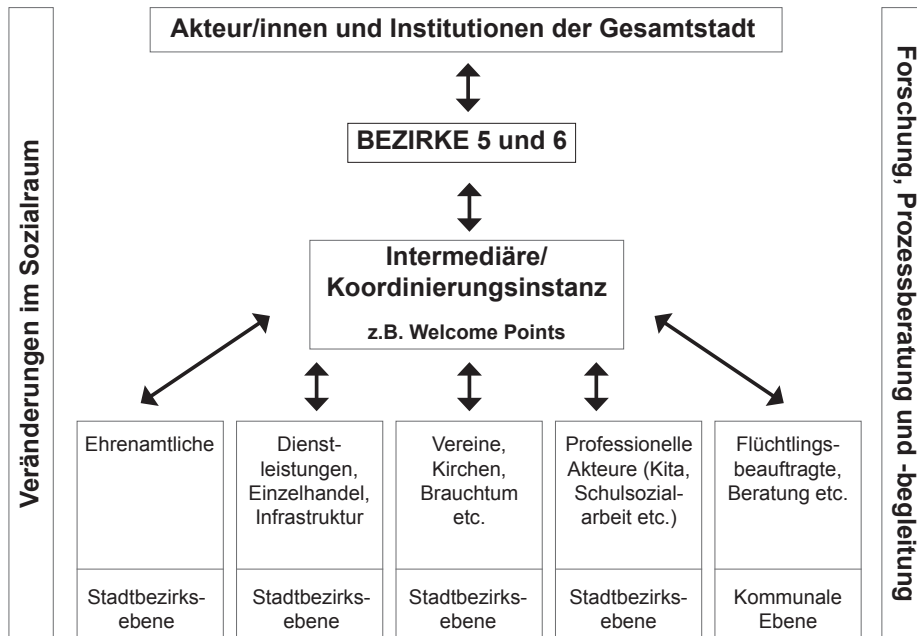 Akteur/innen und Institutionen der Gesamtstadt
BEZIRKE 5 und 6
Intermediäre/
Koordinierungsinstanz
z.B. Welcome Points
Veränderungen im Sozialraum
Forschung, Prozessberatung und -begleitung
Ehrenamtliche
Stadtbezirks-
ebene
Dienst-
leistungen,
Einzelhandel,
Infrastruktur
Stadtbezirks-
ebene
Vereine,
Kirchen,
Brauchtum
etc.
Stadtbezirks-
ebene
Professionelle
Akteure (Kita,
Schulsozial-
arbeit etc.)
Stadtbezirks-
ebene
Flüchtlings-
beauftragte,
Beratung etc.
Kommunale
Ebene